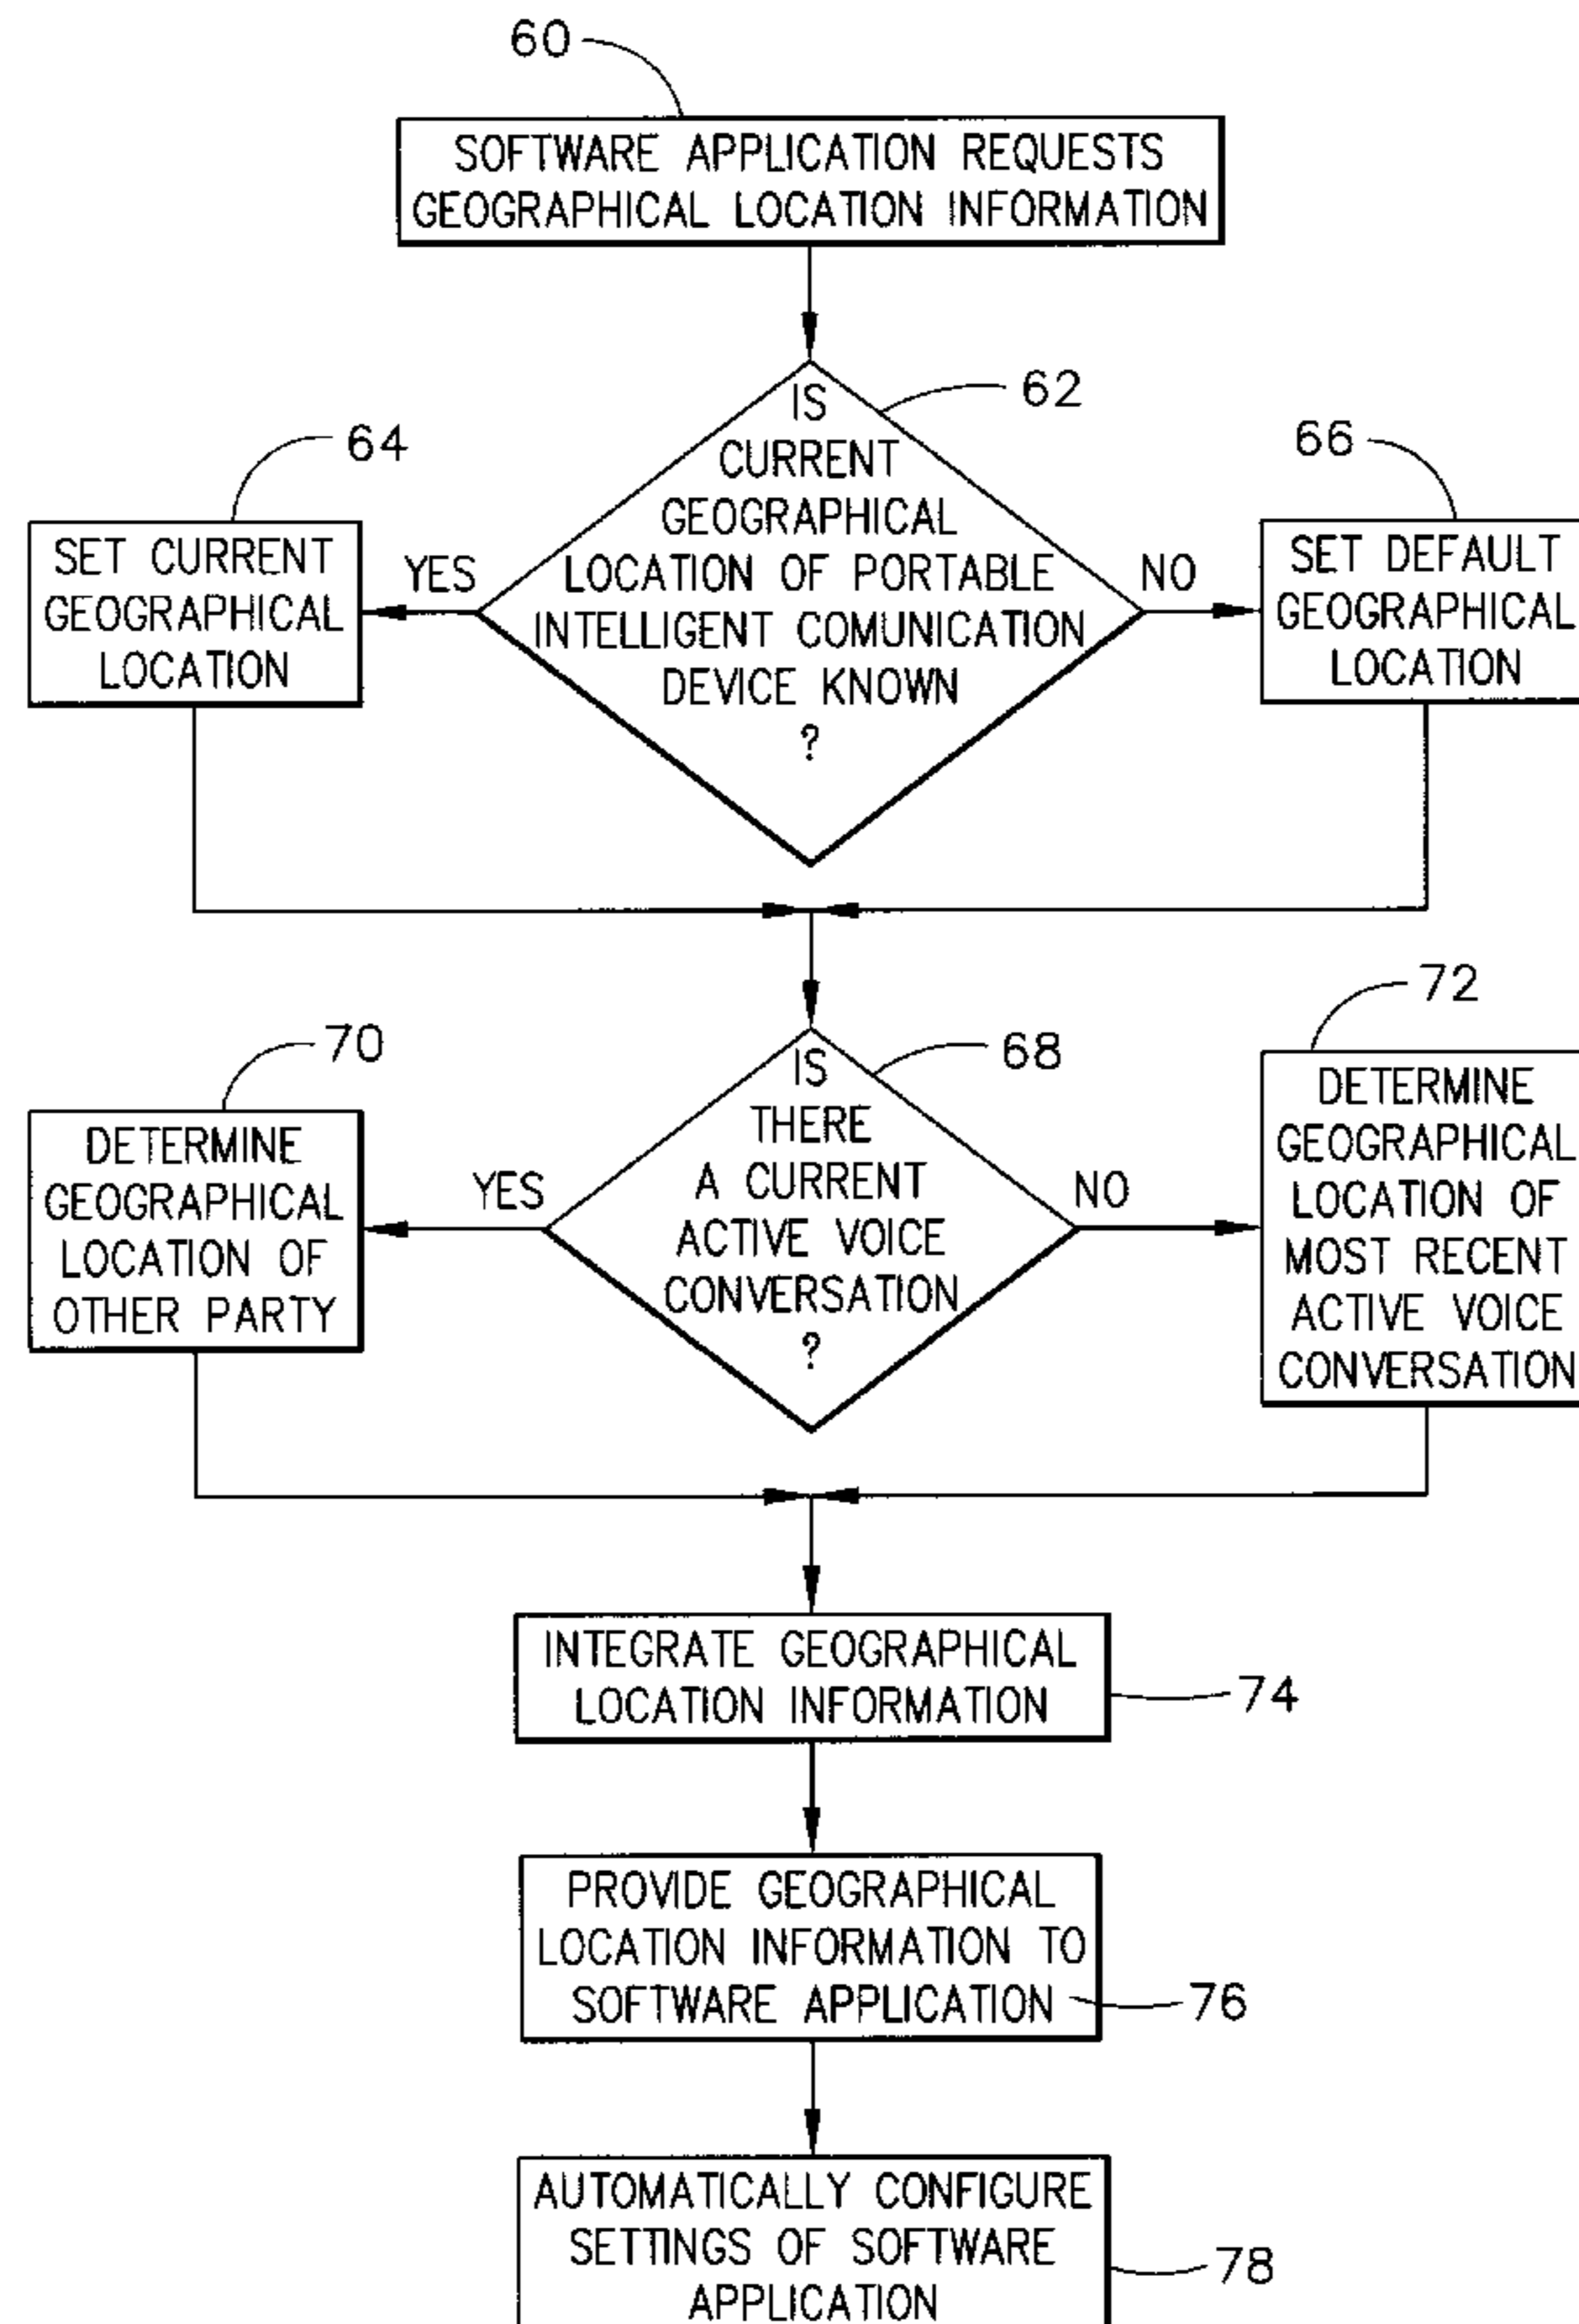 60
SOFTWARE APPLICATION REQUESTS
GEOGRAPHICAL LOCATION INFORMATION
62
IS
CURRENT
GEOGRAPHICAL
LOCATION OF PORTABLE
INTELLIGENT COMUNICATION
DEVICE KNOWN
?
64
YES
SET CURRENT
GEOGRAPHICAL
LOCATION
66
NO
SET DEFAULT
GEOGRAPHICAL
LOCATION
68
IS
THERE
A CURRENT
ACTIVE VOICE
CONVERSATION
?
70
YES
DETERMINE
GEOGRAPHICAL
LOCATION OF
OTHER PARTY
72
NO
DETERMINE
GEOGRAPHICAL
LOCATION OF
MOST RECENT
ACTIVE VOICE
CONVERSATION
INTEGRATE GEOGRAPHICAL
LOCATION INFORMATION
74
PROVIDE GEOGRAPHICAL
LOCATION INFORMATION TO
SOFTWARE APPLICATION
76
AUTOMATICALLY CONFIGURE
SETTINGS OF SOFTWARE
APPLICATION
78